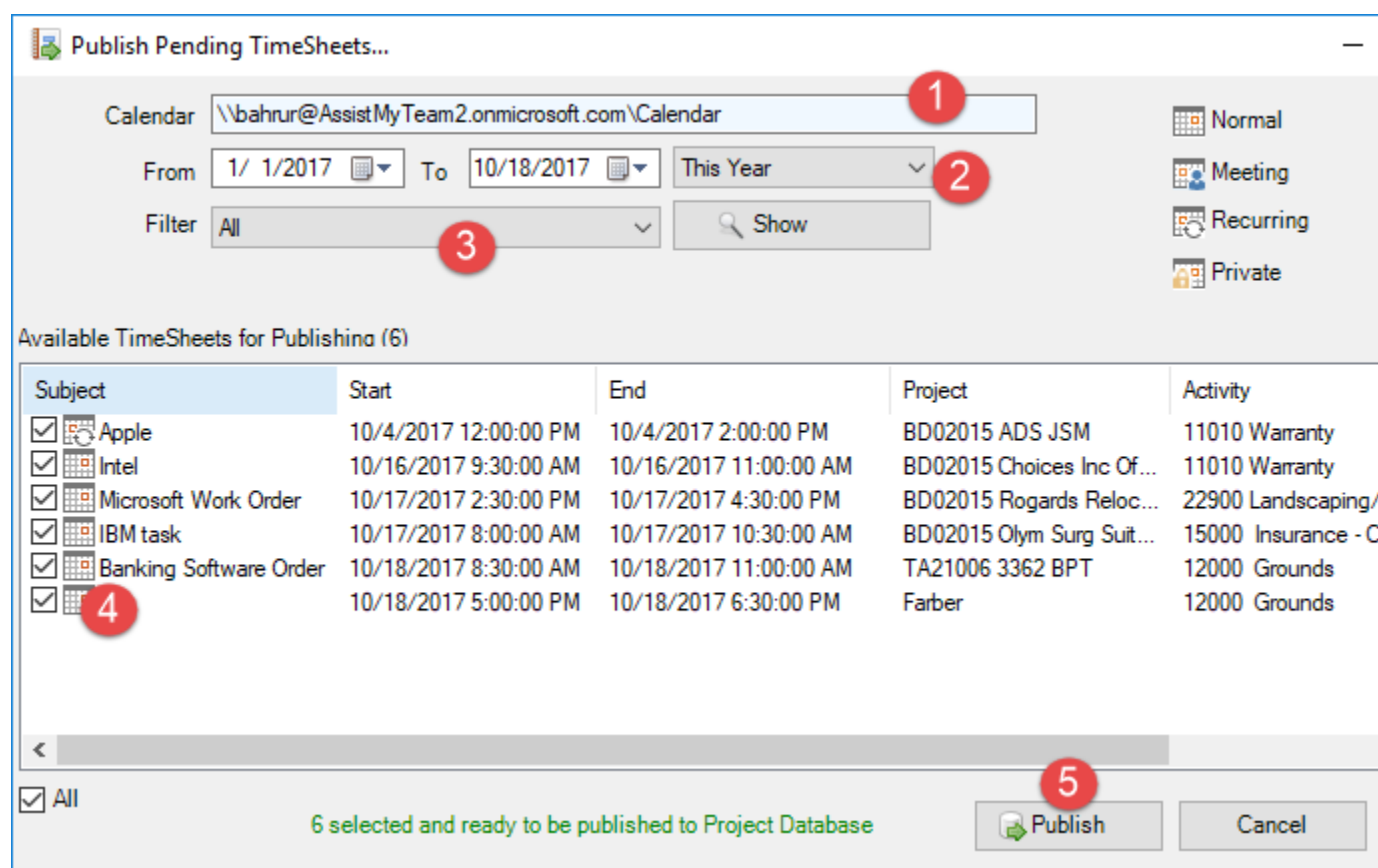 Publish Pending TimeSheets...
Calendar \\bahrur@AssistMyTeam2.onmicrosoft.com\Calendar 1
From 1/ 1/2017 To 10/18/2017 This Year 2
Filter All 3 Show
Normal
Meeting
Recurring
Private
Available TimeSheets for Publishing (6)
Subject Start End Project Activity
Apple 10/4/2017 12:00:00 PM 10/4/2017 2:00:00 PM BD02015 ADS JSM 11010 Warranty
Intel 10/16/2017 9:30:00 AM 10/16/2017 11:00:00 AM BD02015 Choices Inc Of... 11010 Warranty
Microsoft Work Order 10/17/2017 2:30:00 PM 10/17/2017 4:30:00 PM BD02015 Rogards Reloc... 22900 Landscaping/
IBM task 10/17/2017 8:00:00 AM 10/17/2017 10:30:00 AM BD02015 Olym Surg Suit... 15000 Insurance - C
Banking Software Order 10/18/2017 8:30:00 AM 10/18/2017 11:00:00 AM TA21006 3362 BPT 12000 Grounds
4 10/18/2017 5:00:00 PM 10/18/2017 6:30:00 PM Farber 12000 Grounds
All
6 selected and ready to be published to Project Database
5
Publish Cancel